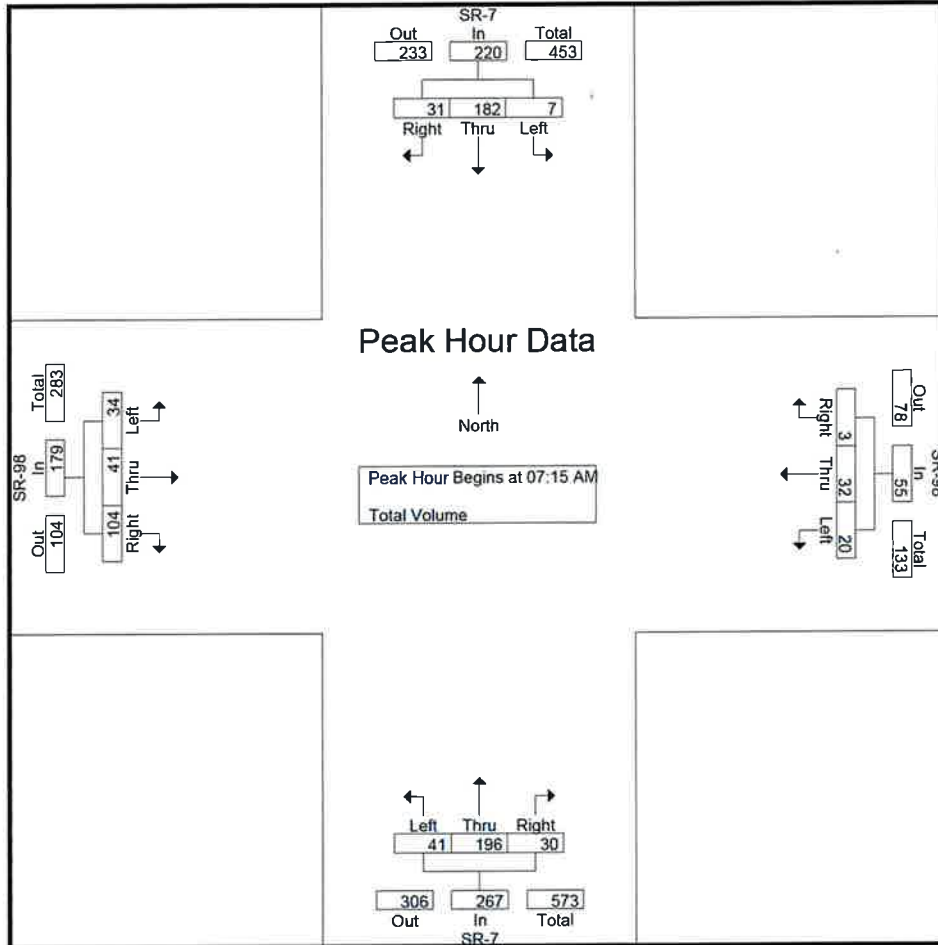 SR-7
Out In Total
233 220 453
31 182 7
Right Thru Left
Peak Hour Data
North
Peak Hour Begins at 07:15 AM
Total Volume
SR-98
Total In Out
283 179 104
34 41 104
Left Thru Right
SR-98
Out In Total
78 55 133
3 32 20
Right Thru Left
Left Thru Right
41 196 30
306 267 573
Out In Total
SR-7